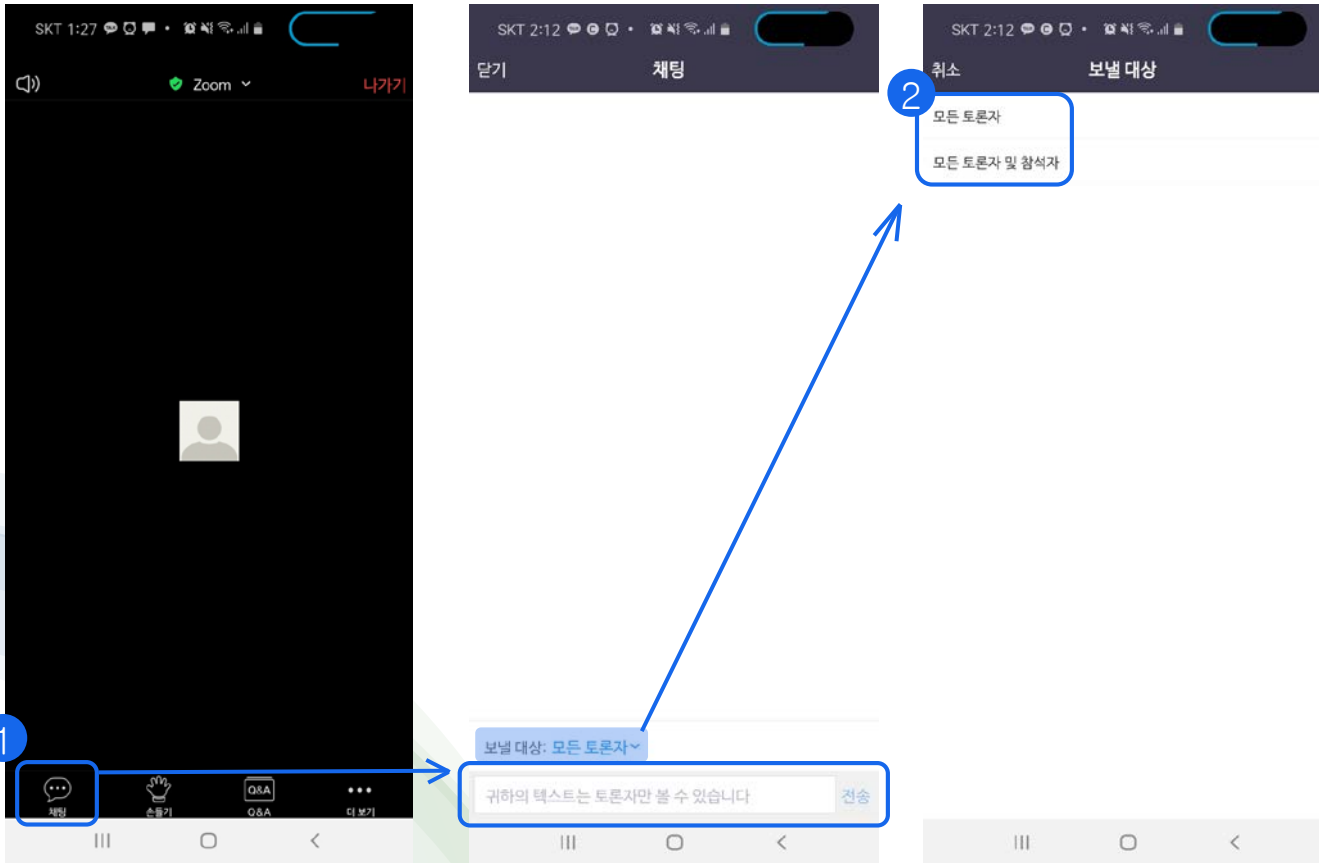 SKT 1:27
Zoom
나가기
1
채팅
손들기
Q&A
Q&A
더 보기
SKT 2:12
닫기
채팅
보낼 대상: 모든 토론자
귀하의 텍스트는 토론자만 볼 수 있습니다
전송
SKT 2:12
취소
보낼 대상
2
모든 토론자
모든 토론자 및 참석자